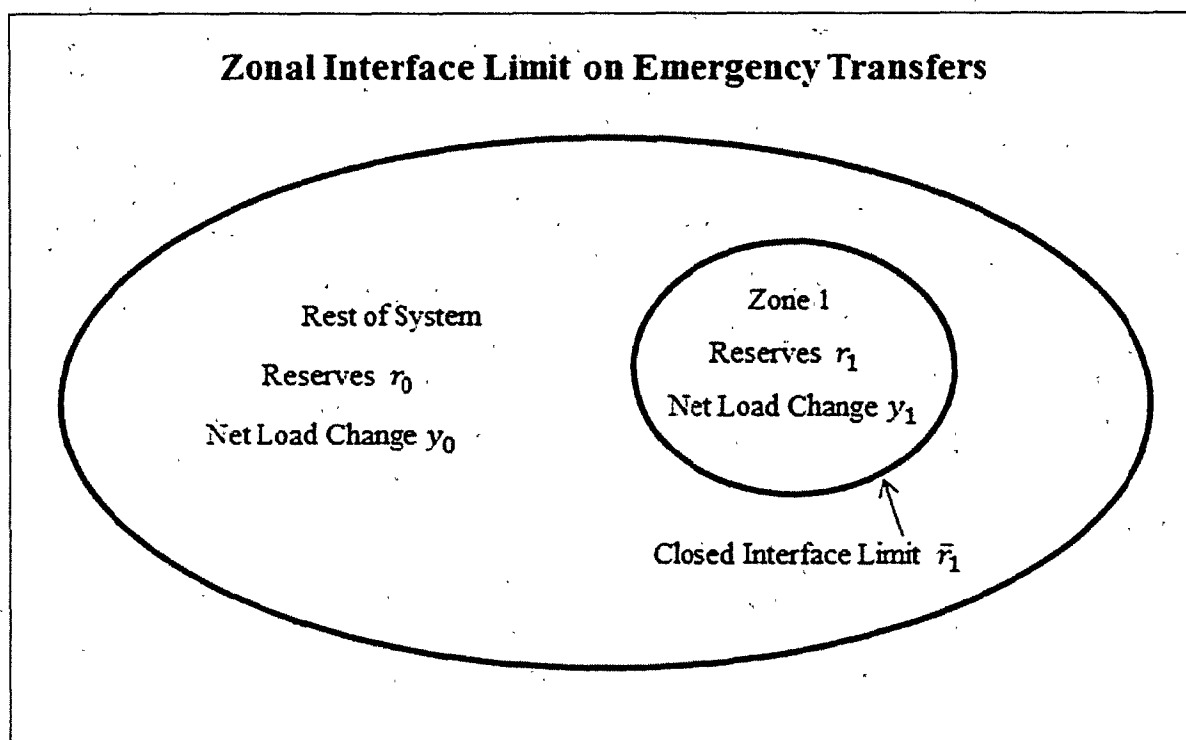 Zonal Interface Limit on Emergency Transfers
Rest of System
Reserves r₀
Net Load Change y₀
Zone 1
Reserves r₁
Net Load Change y₁
Closed Interface Limit r̄₁